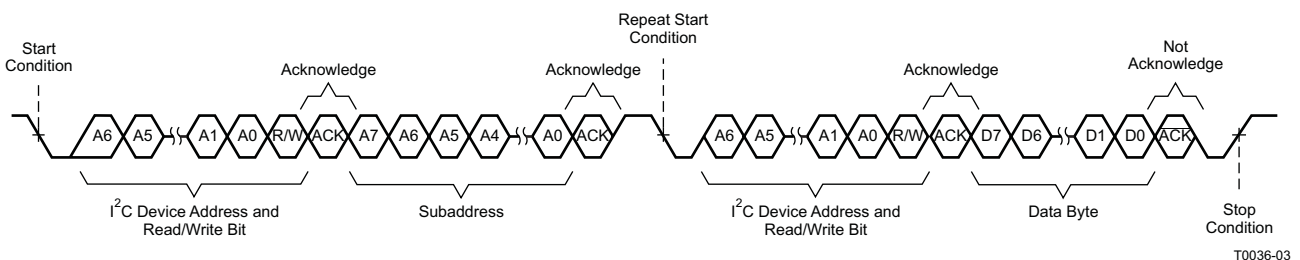 Repeat Start
Condition
Start
Condition
Not
Acknowledge
Acknowledge
Acknowledge
Acknowledge
A6 A5 A1 A0 R/W ACK A7 A6 A5 A4 A0 ACK A6 A5 A1 A0 R/W ACK D7 D6 D1 D0 ACK
I²C Device Address and
Read/Write Bit
Subaddress
I²C Device Address and
Read/Write Bit
Data Byte
Stop
Condition
T0036-03